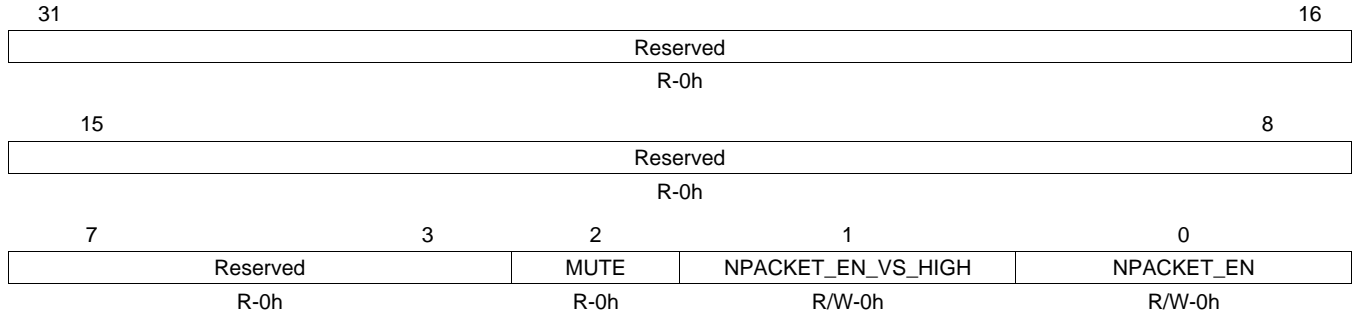 31 16
Reserved
R-0h
15 8
Reserved
R-0h
7 3 2 1 0
Reserved MUTE NPACKET_EN_VS_HIGH NPACKET_EN
R-0h R-0h R/W-0h R/W-0h